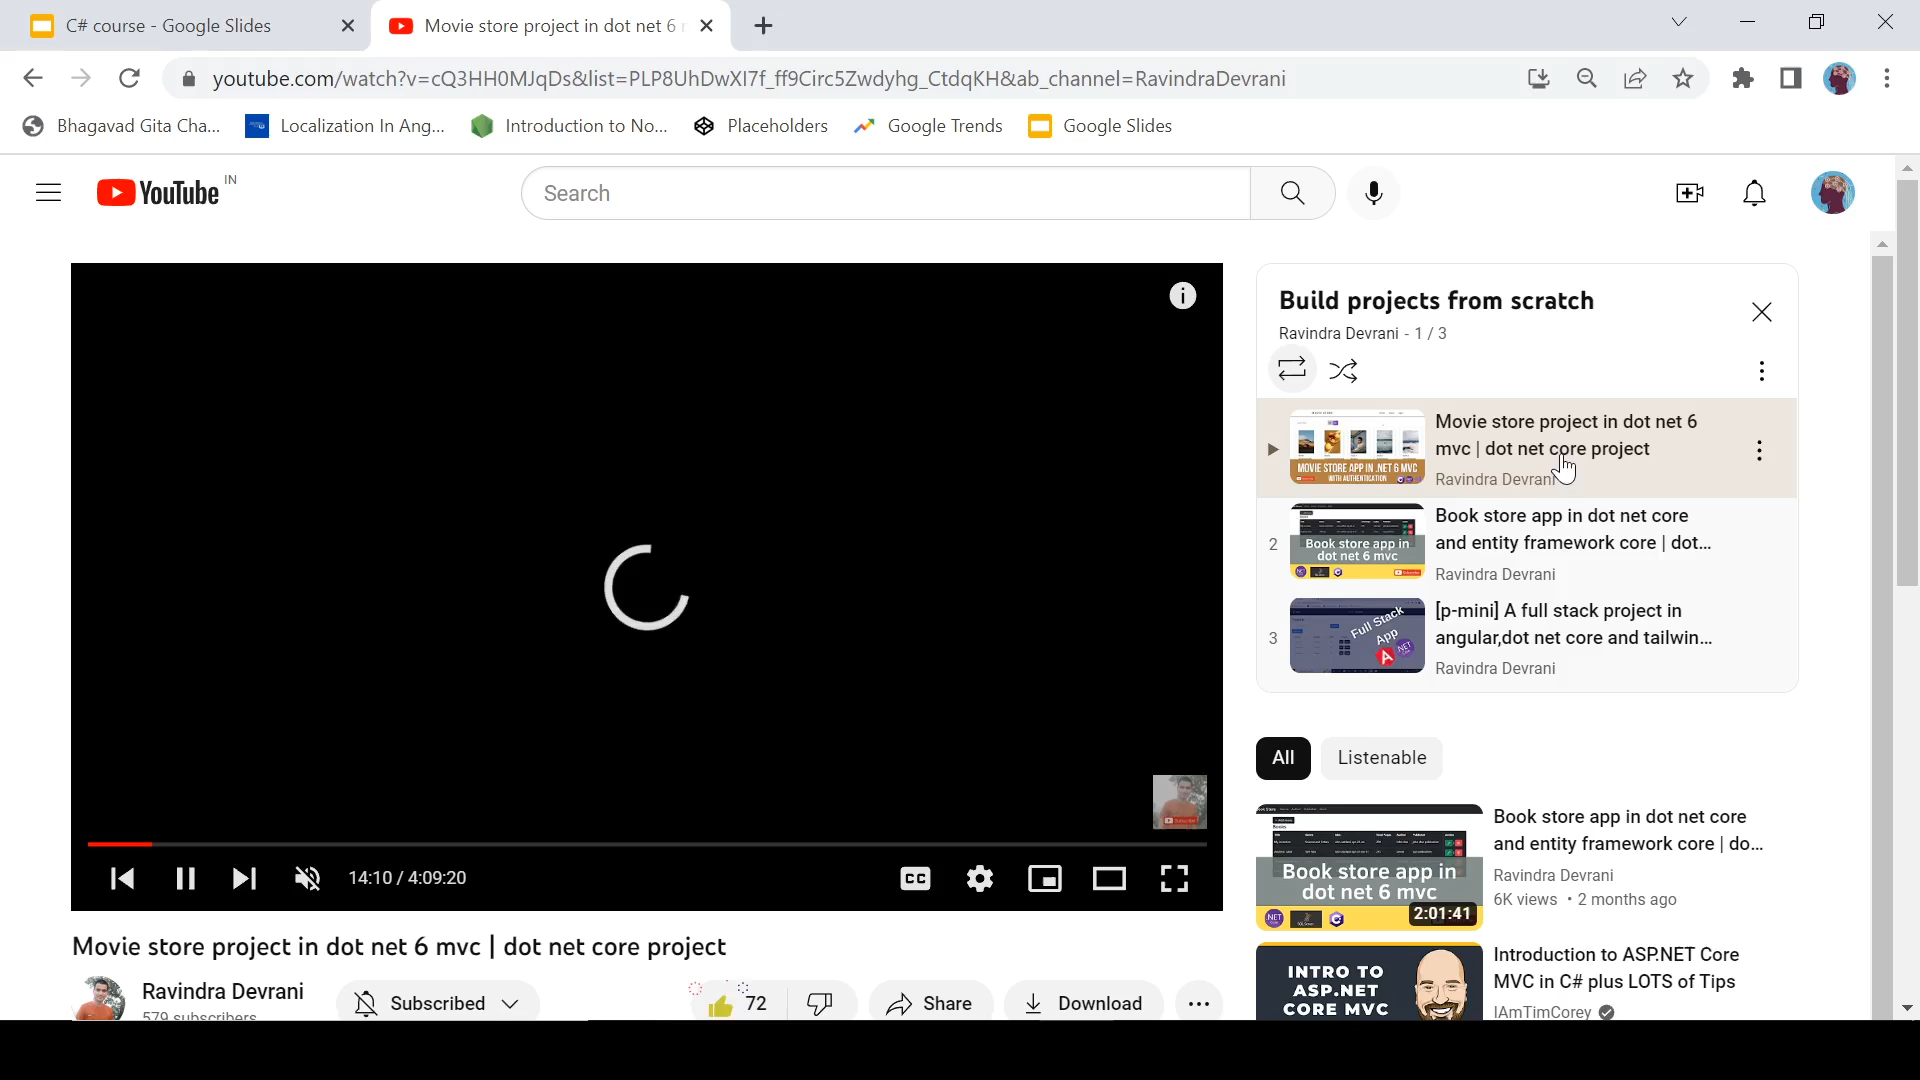 C# course - Google Slides
Movie store project in dot net 6
youtube.com/watch?v=cQ3HH0MJqDs&list=PLP8UhDwXI7f_ff9Circ5Zwdyhg_CtdqKH&ab_channel=RavindraDevrani
Bhagavad Gita Cha...
Localization In Ang...
Introduction to No...
Placeholders
Google Trends
Google Slides
YouTube IN
Search
Build projects from scratch
Ravindra Devrani - 1 / 3
MOVIE STORE APP IN .NET 6 MVC
WITH AUTHENTICATION
Movie store project in dot net 6
mvc | dot net core project
Ravindra Devrani
2
Book store app in
dot net 6 mvc
Book store app in dot net core
and entity framework core | dot...
Ravindra Devrani
3
Full Stack
App
[p-mini] A full stack project in
angular,dot net core and tailwin...
Ravindra Devrani
All
Listenable
Book store app in
dot net 6 mvc
2:01:41
Book store app in dot net core
and entity framework core | do...
Ravindra Devrani
6K views • 2 months ago
INTRO TO
ASP.NET
CORE MVC
Introduction to ASP.NET Core
MVC in C# plus LOTS of Tips
IAmTimCorey
14:10 / 4:09:20
CC
Movie store project in dot net 6 mvc | dot net core project
Ravindra Devrani
579 subscribers
Subscribed
72
Share
Download